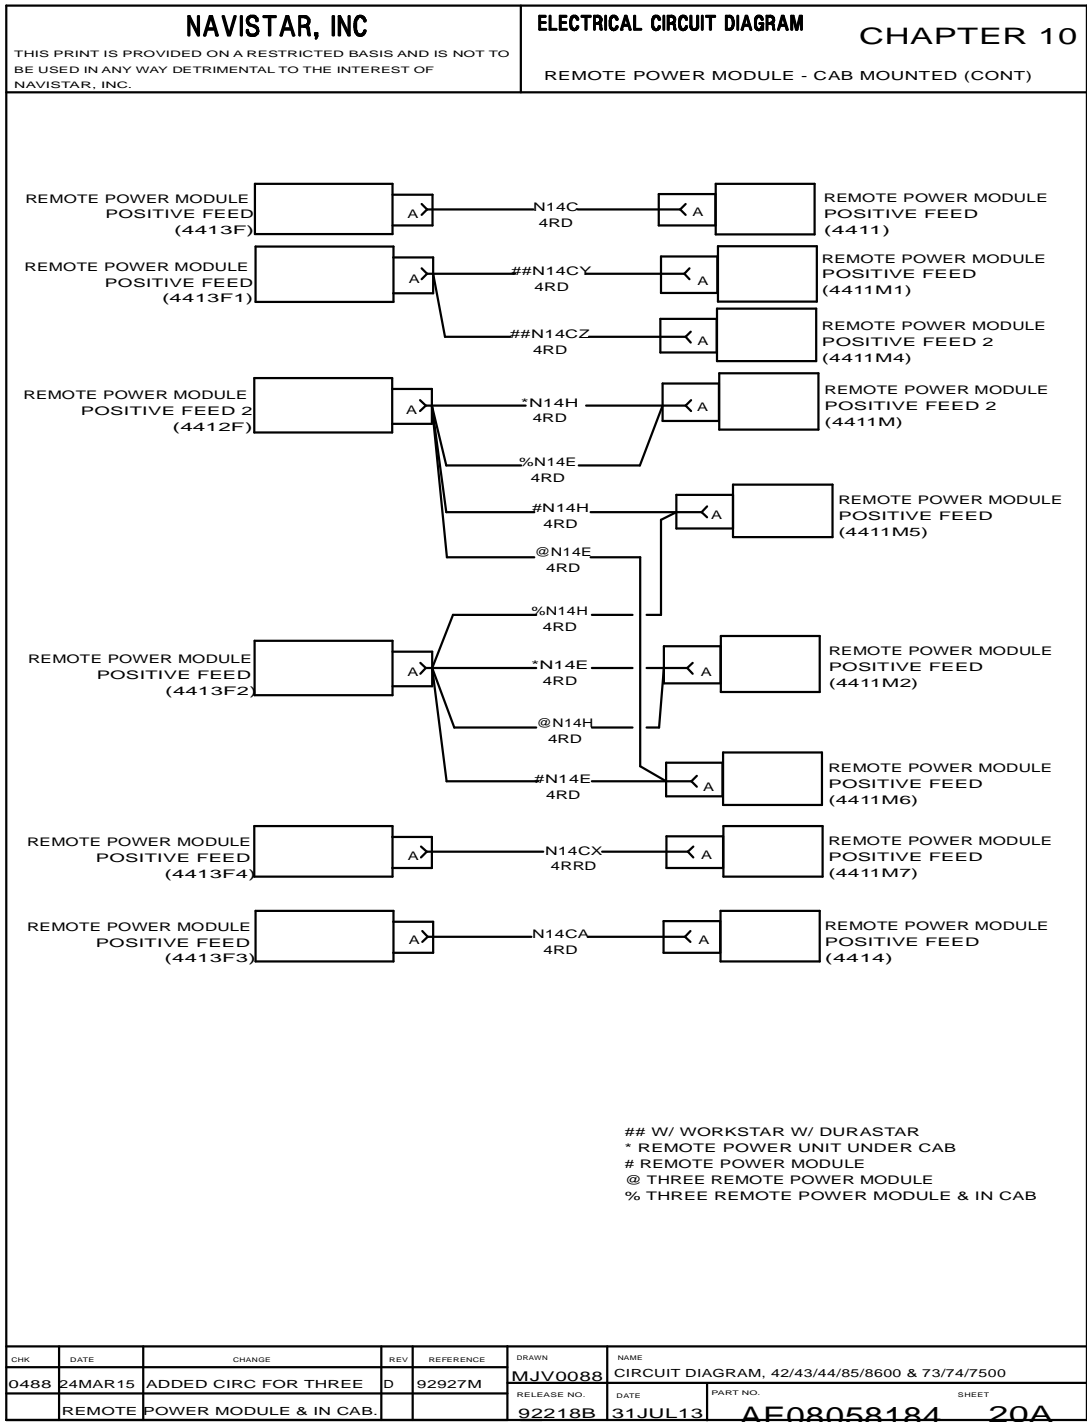 NAVISTAR, INC
THIS PRINT IS PROVIDED ON A RESTRICTED BASIS AND IS NOT TO
BE USED IN ANY WAY DETRIMENTAL TO THE INTEREST OF
NAVISTAR, INC.
ELECTRICAL CIRCUIT DIAGRAM
CHAPTER 10
REMOTE POWER MODULE - CAB MOUNTED (CONT)
REMOTE POWER MODULE
POSITIVE FEED
(4413F)
A
N14C
4RD
A
REMOTE POWER MODULE
POSITIVE FEED
(4411)
REMOTE POWER MODULE
POSITIVE FEED
(4413F1)
A
##N14CY
4RD
A
REMOTE POWER MODULE
POSITIVE FEED
(4411M1)
##N14CZ
4RD
A
REMOTE POWER MODULE
POSITIVE FEED 2
(4411M4)
REMOTE POWER MODULE
POSITIVE FEED 2
(4412F)
A
*N14H
4RD
A
REMOTE POWER MODULE
POSITIVE FEED 2
(4411M)
%N14E
4RD
#N14H
4RD
A
REMOTE POWER MODULE
POSITIVE FEED
(4411M5)
@N14E
4RD
%N14H
4RD
REMOTE POWER MODULE
POSITIVE FEED
(4413F2)
A
*N14E
4RD
A
REMOTE POWER MODULE
POSITIVE FEED
(4411M2)
@N14H
4RD
#N14E
4RD
A
REMOTE POWER MODULE
POSITIVE FEED
(4411M6)
REMOTE POWER MODULE
POSITIVE FEED
(4413F4)
A
N14CX
4RRD
A
REMOTE POWER MODULE
POSITIVE FEED
(4411M7)
REMOTE POWER MODULE
POSITIVE FEED
(4413F3)
A
N14CA
4RD
A
REMOTE POWER MODULE
POSITIVE FEED
(4414)
## W/ WORKSTAR W/ DURASTAR
* REMOTE POWER UNIT UNDER CAB
# REMOTE POWER MODULE
@ THREE REMOTE POWER MODULE
% THREE REMOTE POWER MODULE & IN CAB
CHK DATE CHANGE REV REFERENCE
0488 24MAR15 ADDED CIRC FOR THREE D 92927M
REMOTE POWER MODULE & IN CAB.
DRAWN
MJV0088
NAME
CIRCUIT DIAGRAM, 42/43/44/85/8600 & 73/74/7500
RELEASE NO.
92218B
DATE
31JUL13
PART NO.
AF08058184
SHEET
20A